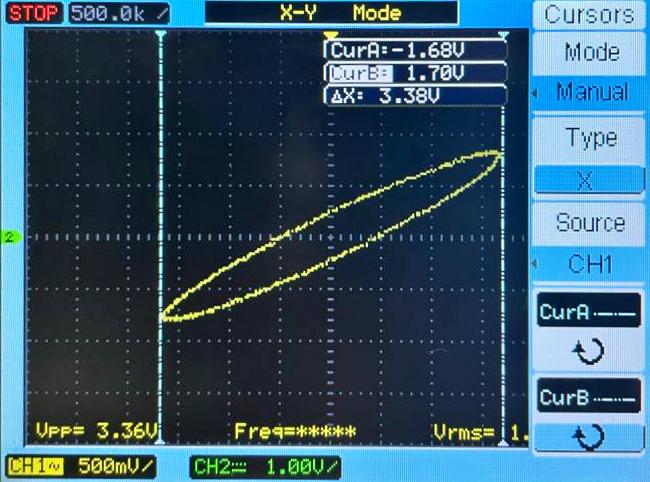 STOP 500.0k / X-Y Mode Cursors
CurA:-1.68V
CurB: 1.70V
ΔX: 3.38V
Mode
Manual
Type
X
Source
CH1
CurA
CurB
2
Vpp= 3.36V Freq=***** Vrms= 1.
CH1~ 500mV/ CH2 1.00V/